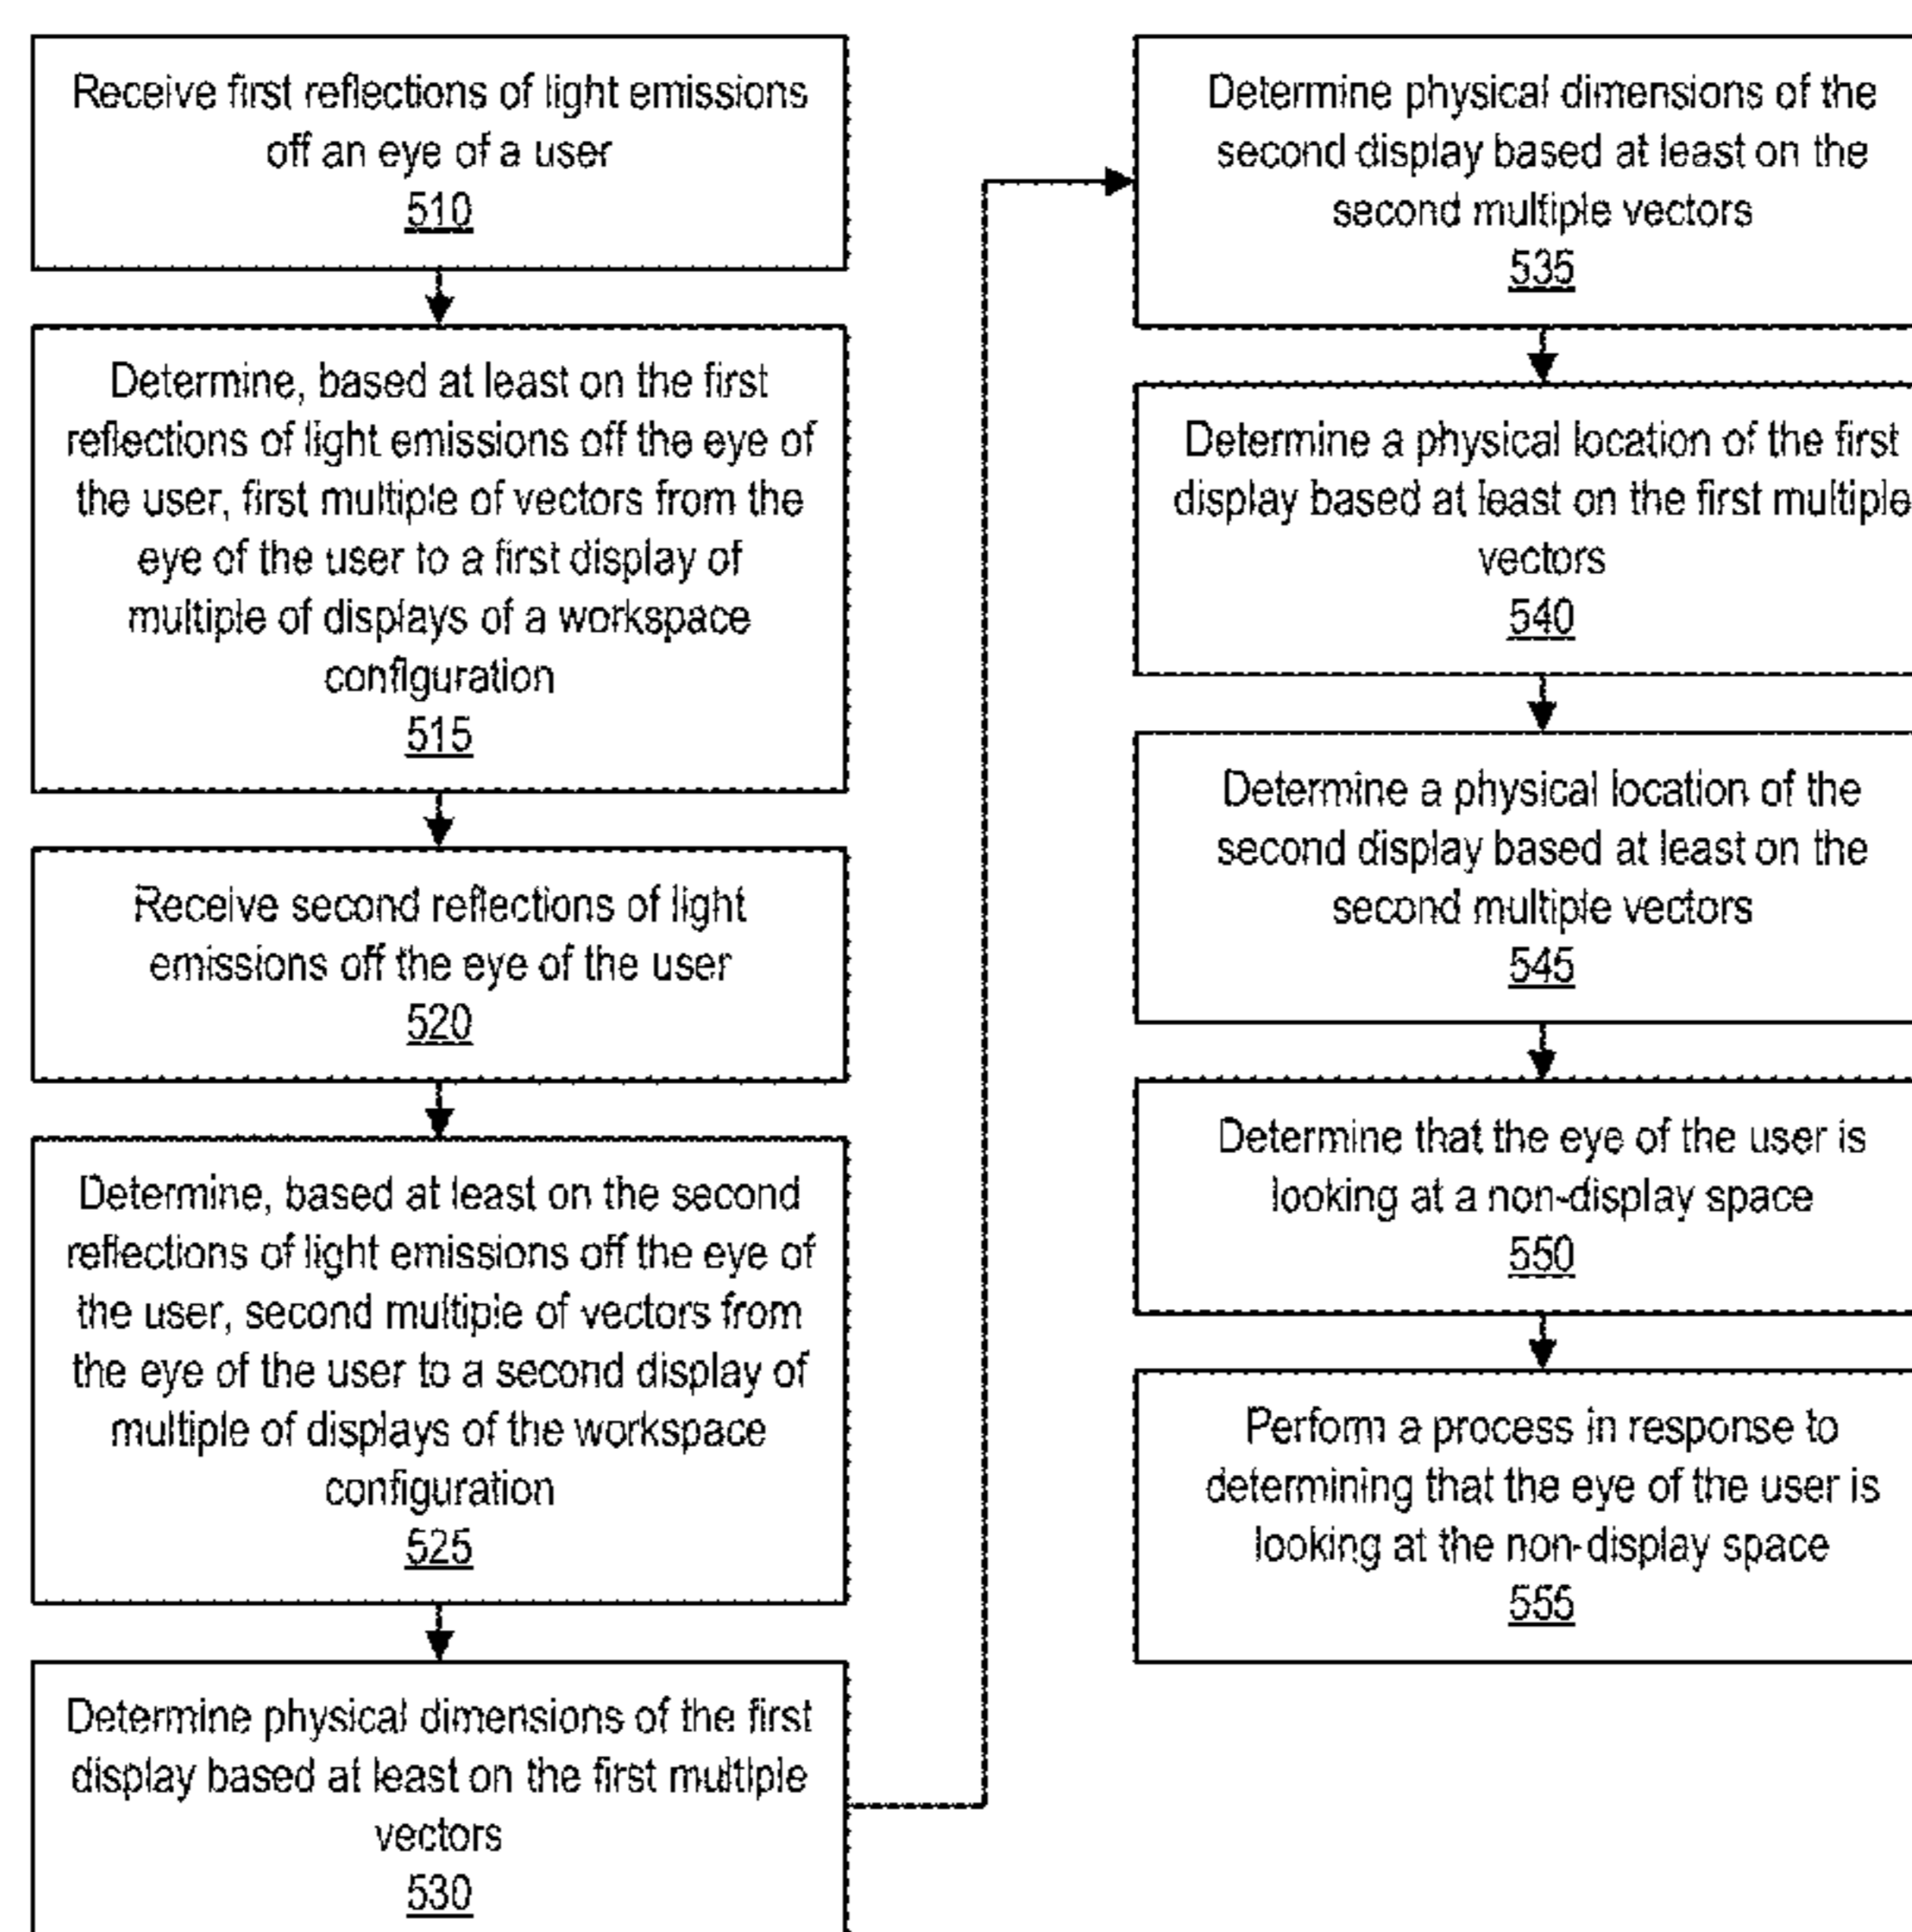 Receive first reflections of light emissions
off an eye of a user
510
Determine, based at least on the first
reflections of light emissions off the eye of
the user, first multiple of vectors from the
eye of the user to a first display of
multiple of displays of a workspace
configuration
515
Receive second reflections of light
emissions off the eye of the user
520
Determine, based at least on the second
reflections of light emissions off the eye of
the user, second multiple of vectors from
the eye of the user to a second display of
multiple of displays of the workspace
configuration
525
Determine physical dimensions of the first
display based at least on the first multiple
vectors
530
Determine physical dimensions of the
second display based at least on the
second multiple vectors
535
Determine a physical location of the first
display based at least on the first multiple
vectors
540
Determine a physical location of the
second display based at least on the
second multiple vectors
545
Determine that the eye of the user is
looking at a non-display space
550
Perform a process in response to
determining that the eye of the user is
looking at the non-display space
555